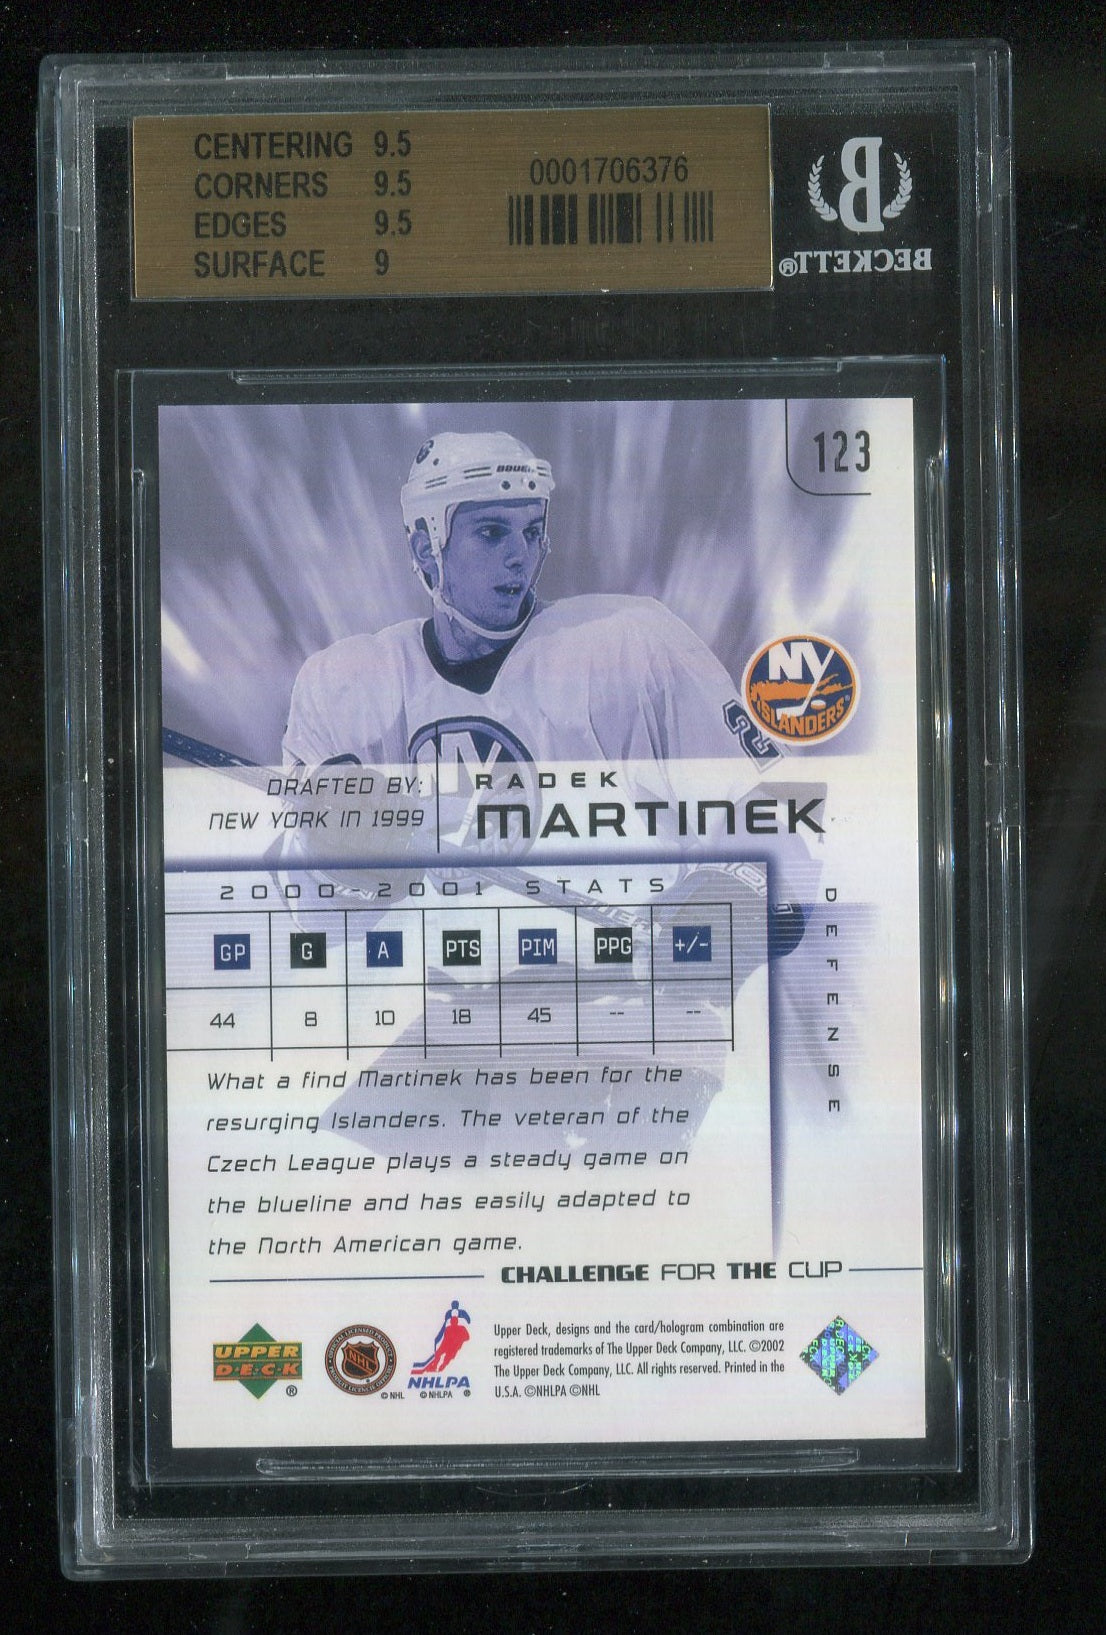 CENTERING 9.5
CORNERS 9.5
EDGES 9.5
SURFACE 9
0001706376
B
BECKETT®
123
BAUER
NY
ISLANDERS
NY
DRAFTED BY:
NEW YORK IN 1999
RADEK
MARTINEK
DEFENSE
2000-2001 STATS
GP G A PTS PIM PPG +/-
44 8 10 18 45 -- --
What a find Martinek has been for the
resurging Islanders. The veteran of the
Czech League plays a steady game on
the blueline and has easily adapted to
the North American game.
CHALLENGE FOR THE CUP
UPPER
D·E·C·K
®
NHL
© NHL
NHLPA
© NHLPA ®
Upper Deck, designs and the card/hologram combination are
registered trademarks of The Upper Deck Company, LLC. ©2002
The Upper Deck Company, LLC. All rights reserved. Printed in the
U.S.A. ©NHLPA ©NHL